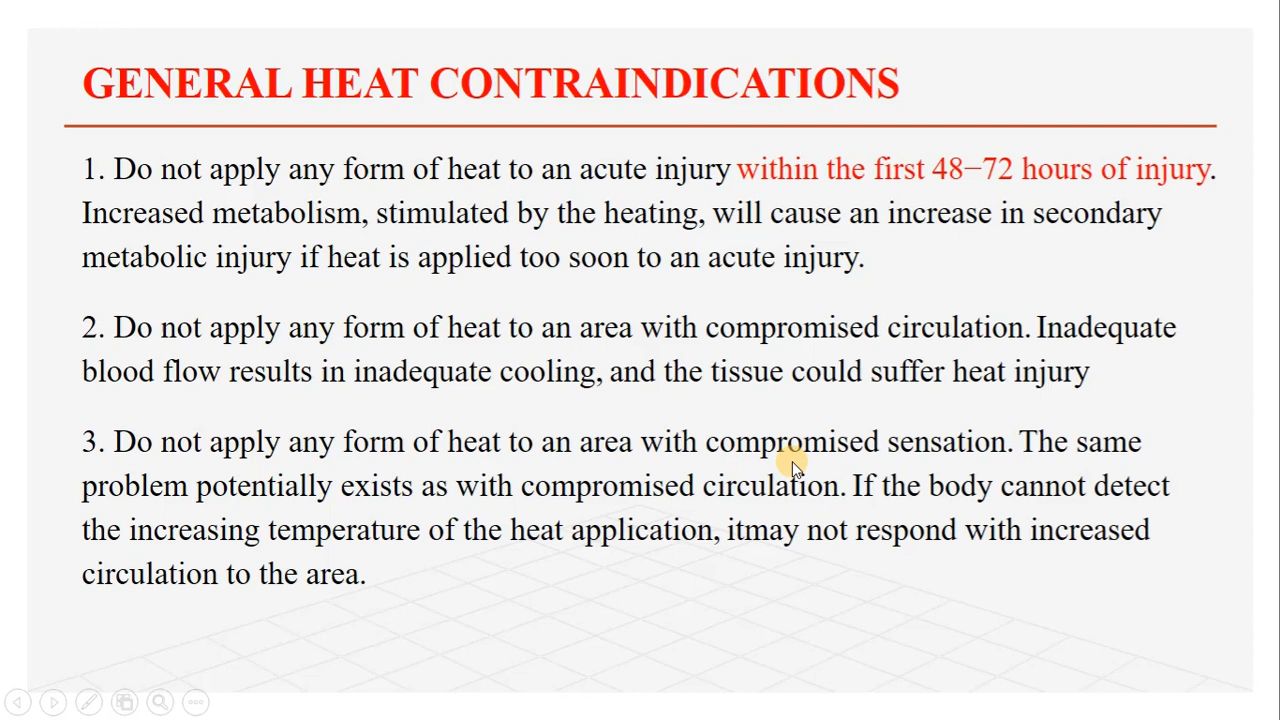 GENERAL HEAT CONTRAINDICATIONS
1. Do not apply any form of heat to an acute injury within the first 48−72 hours of injury.
Increased metabolism, stimulated by the heating, will cause an increase in secondary
metabolic injury if heat is applied too soon to an acute injury.
2. Do not apply any form of heat to an area with compromised circulation. Inadequate
blood flow results in inadequate cooling, and the tissue could suffer heat injury
3. Do not apply any form of heat to an area with compromised sensation. The same
problem potentially exists as with compromised circulation. If the body cannot detect
the increasing temperature of the heat application, itmay not respond with increased
circulation to the area.